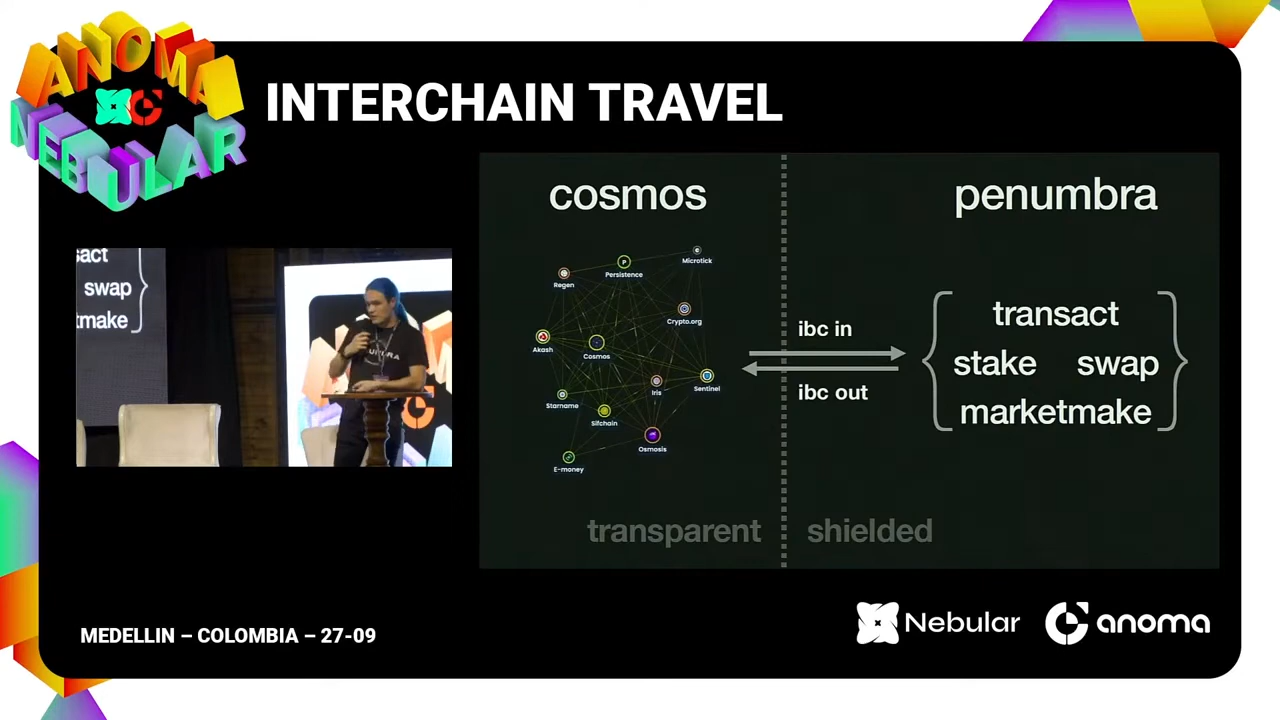 ANOMA
NEBULAR
INTERCHAIN TRAVEL
sact
swap
tmake
cosmos
penumbra
Microtick
Persistence
Regen
Crypto.org
Akash
Cosmos
Iris
Sentinel
Starname
Sifchain
Osmosis
E-money
ibc in
ibc out
transact
stake swap
marketmake
transparent
shielded
MEDELLIN – COLOMBIA – 27-09
Nebular
anoma